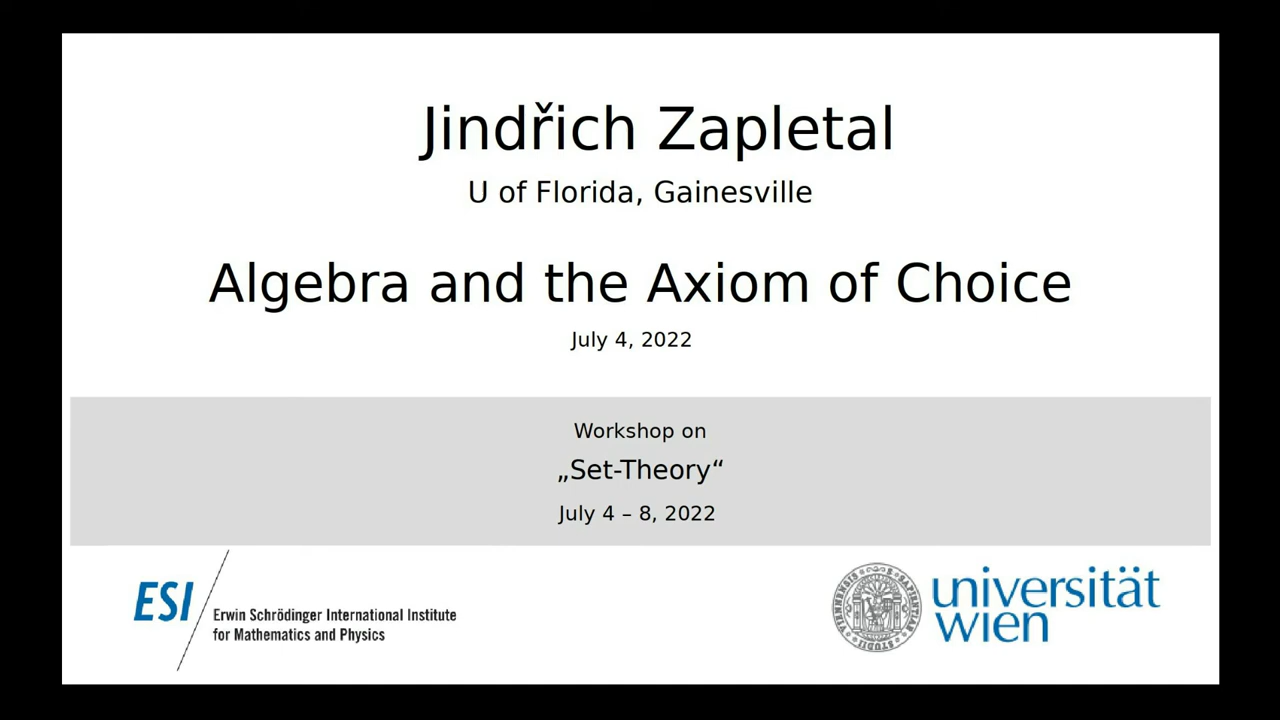 Jindřich Zapletal
U of Florida, Gainesville
Algebra and the Axiom of Choice
July 4, 2022
Workshop on
„Set-Theory“
July 4 – 8, 2022
ESI
Erwin Schrödinger International Institute
for Mathematics and Physics
universität
wien